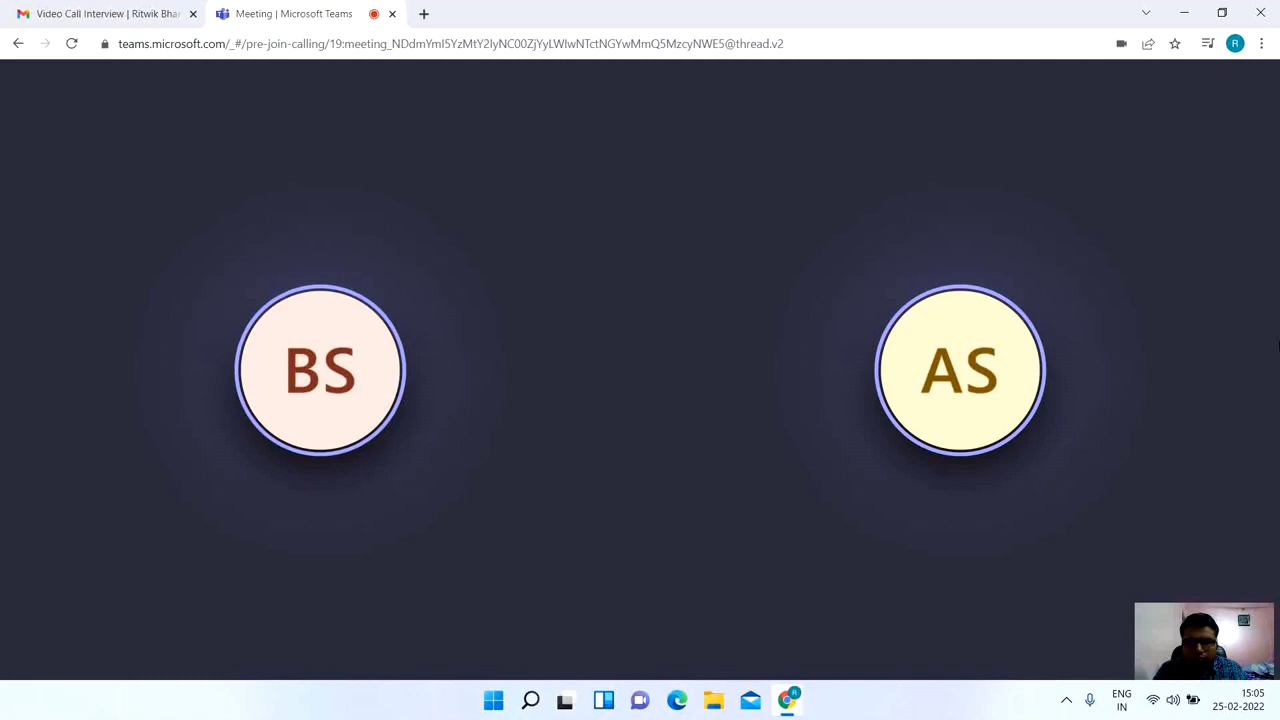 Video Call Interview | Ritwik Bha
Meeting | Microsoft Teams
teams.microsoft.com/_#/pre-join-calling/19:meeting_NDdmYmI5YzMtY2IyNC00ZjYyLWIwNTctNGYwMmQ5MzcyNWE5@thread.v2
R
BS
AS
R
ENG
IN
15:05
25-02-2022